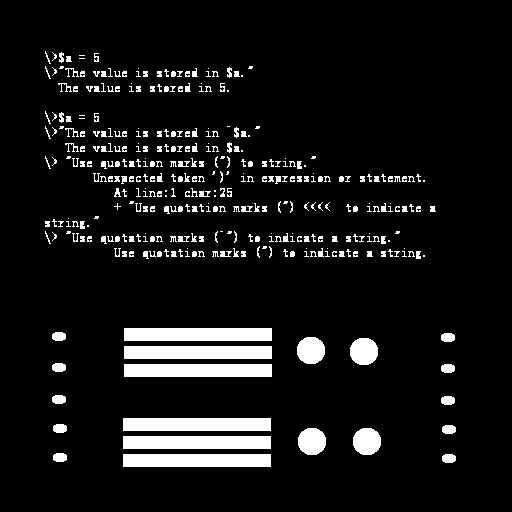 \>$a = 5
\>"The value is stored in $a."
The value is stored in 5.
\>$a = 5
\>"The value is stored in `$a."
The value is stored in $a.
\> "Use quotation marks (") to string."
Unexpected token ')' in expression or statement.
At line:1 char:25
+ "Use quotation marks (") <<<< to indicate a
string."
\> "Use quotation marks (`") to indicate a string."
Use quotation marks (") to indicate a string.